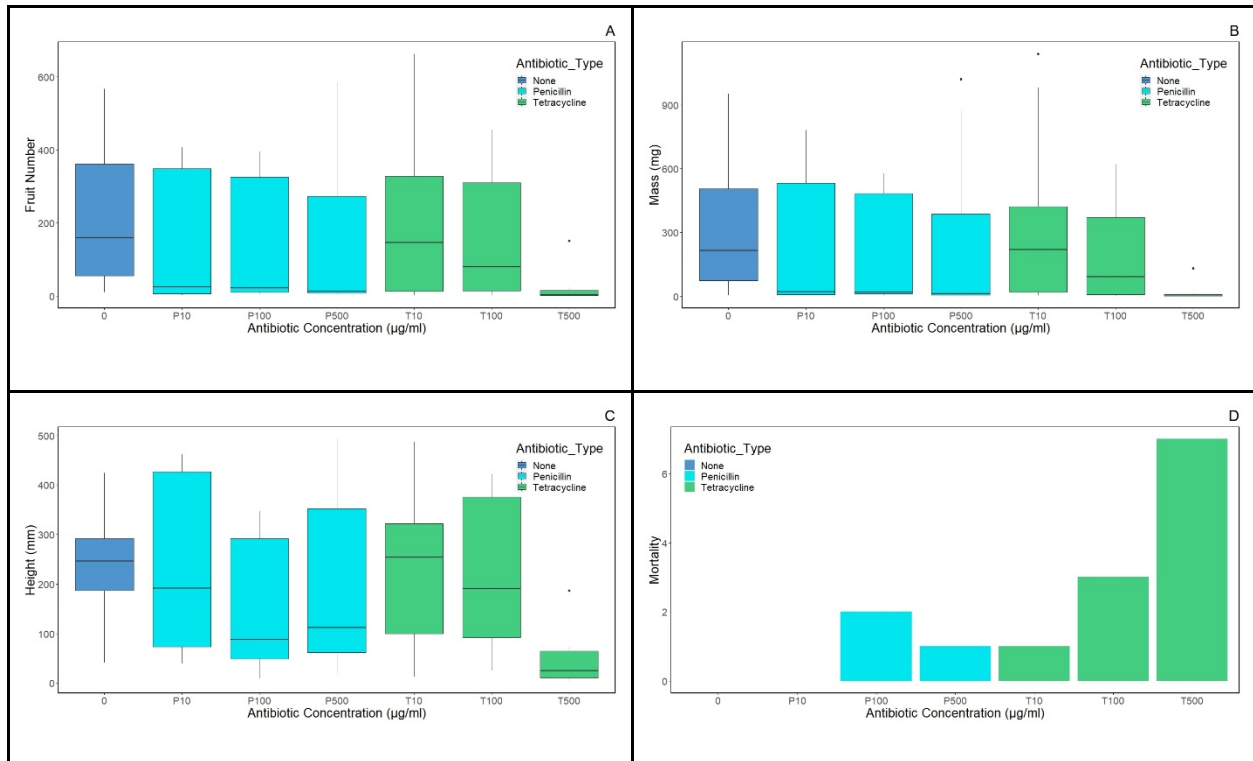 A
Antibiotic_Type
None
Penicillin
Tetracycline
Fruit Number
600
400
200
0
0 P10 P100 P500 T10 T100 T500
Antibiotic Concentration (µg/ml)
B
Antibiotic_Type
None
Penicillin
Tetracycline
Mass (mg)
900
600
300
0
0 P10 P100 P500 T10 T100 T500
Antibiotic Concentration (µg/ml)
C
Antibiotic_Type
None
Penicillin
Tetracycline
Height (mm)
500
400
300
200
100
0
0 P10 P100 P500 T10 T100 T500
Antibiotic Concentration (µg/ml)
D
Antibiotic_Type
None
Penicillin
Tetracycline
Mortality
6
4
2
0
0 P10 P100 P500 T10 T100 T500
Antibiotic Concentration (µg/ml)